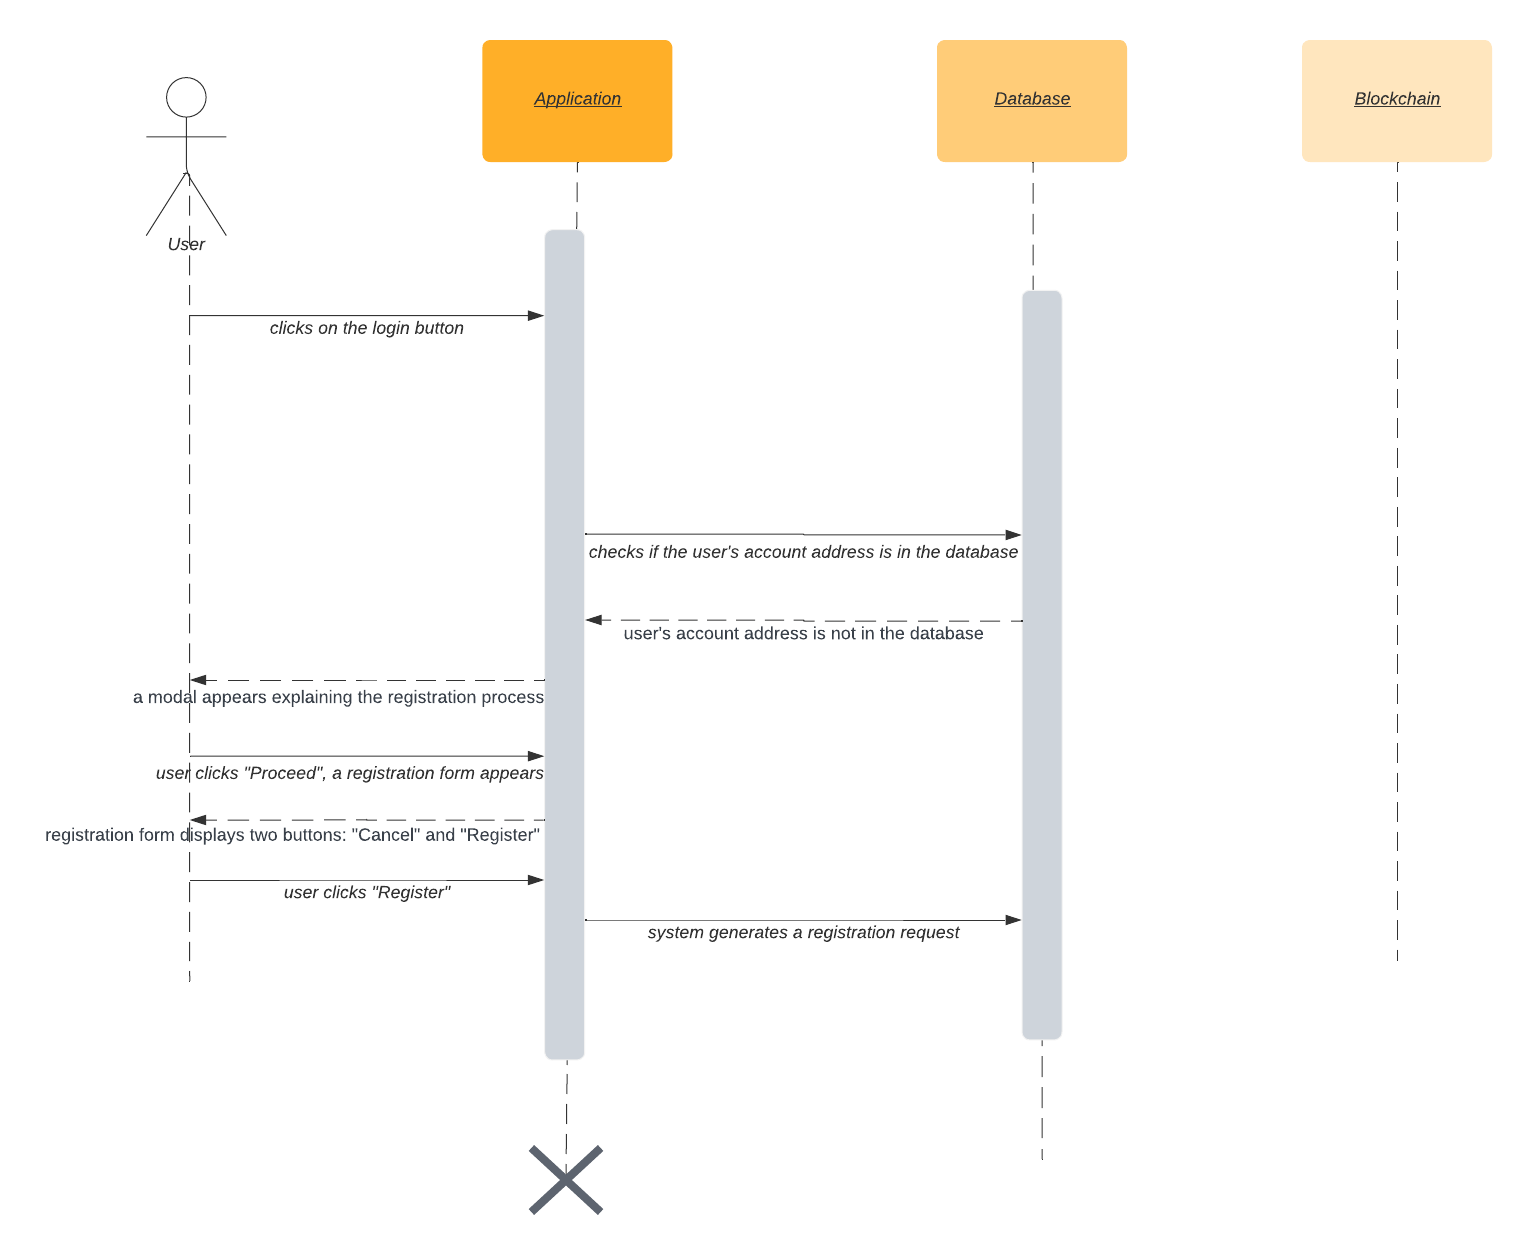 Application
Database
Blockchain
User
clicks on the login button
checks if the user's account address is in the database
user's account address is not in the database
a modal appears explaining the registration process
user clicks "Proceed", a registration form appears
registration form displays two buttons: "Cancel" and "Register"
user clicks "Register"
system generates a registration request